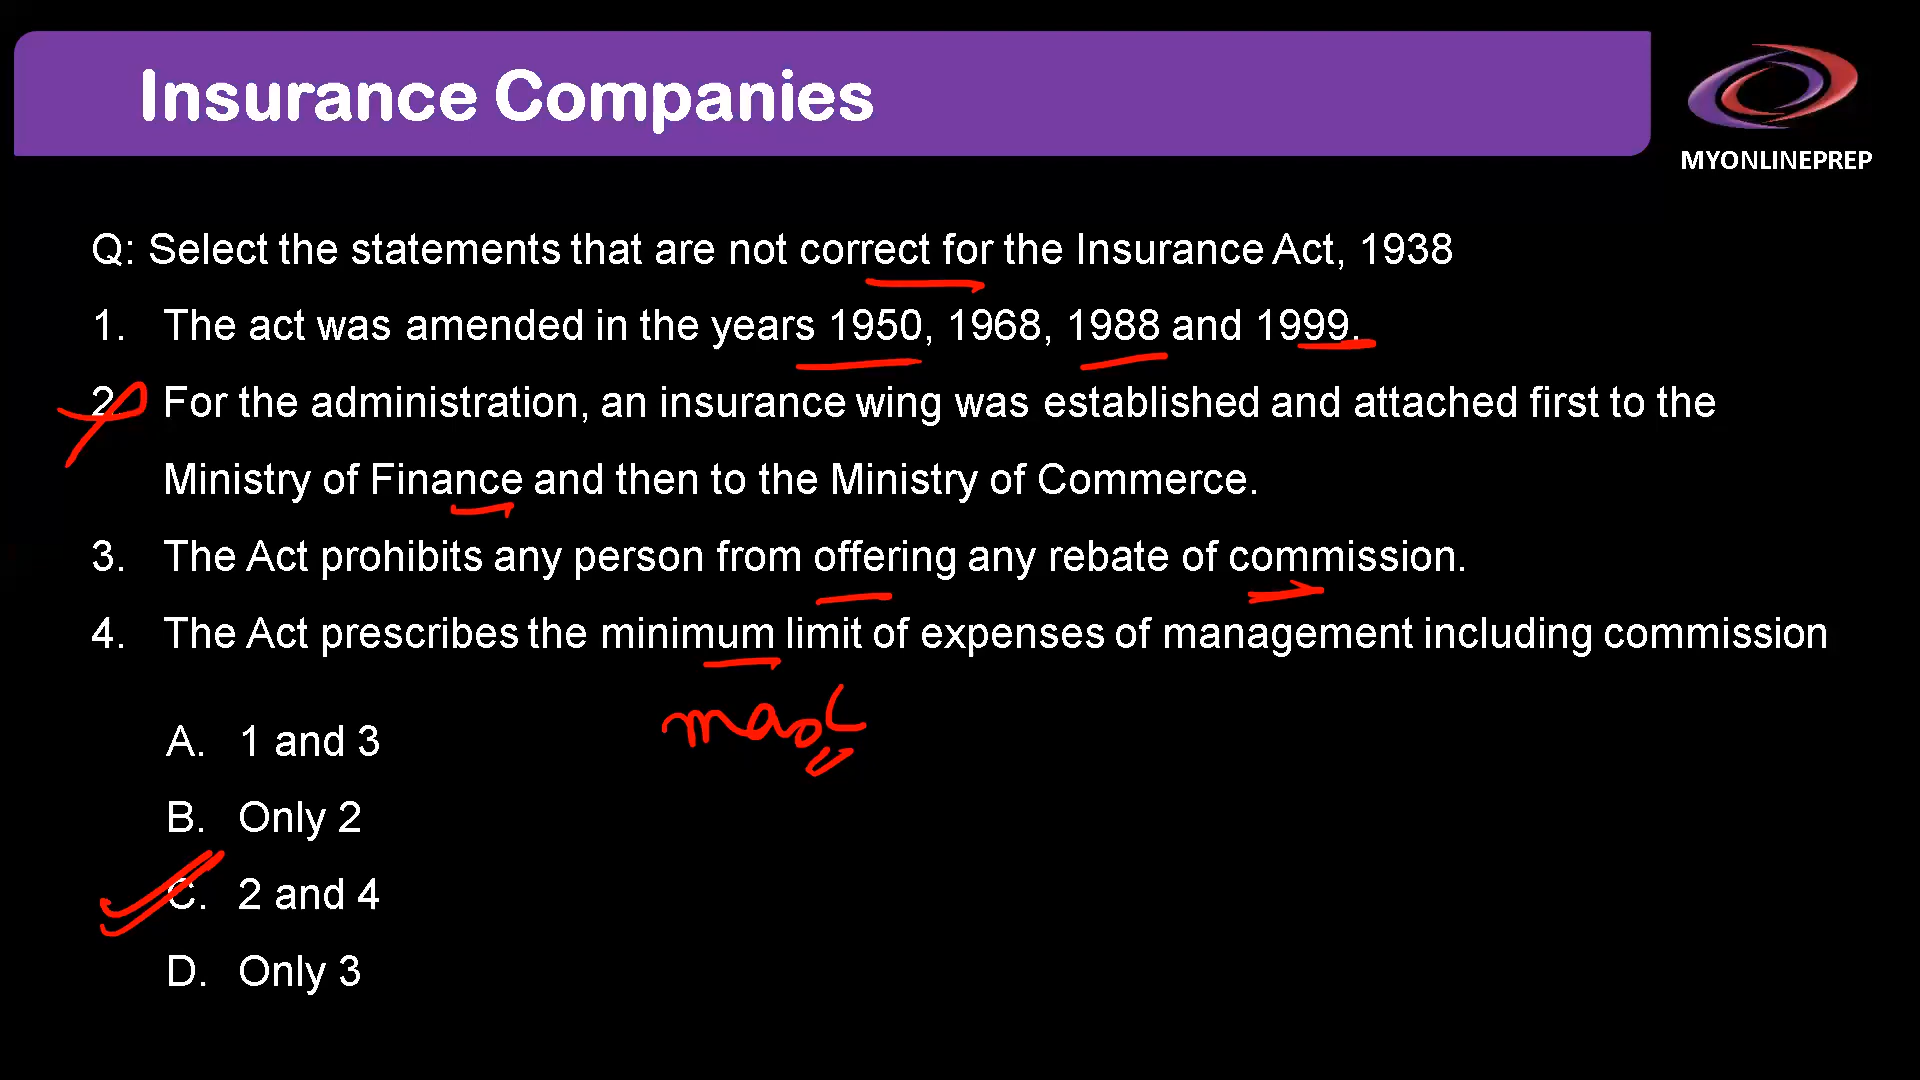 Insurance Companies
MYONLINEPREP
Q: Select the statements that are not correct for the Insurance Act, 1938
1. The act was amended in the years 1950, 1968, 1988 and 1999.
2. For the administration, an insurance wing was established and attached first to the
Ministry of Finance and then to the Ministry of Commerce.
3. The Act prohibits any person from offering any rebate of commission.
4. The Act prescribes the minimum limit of expenses of management including commission
max
A. 1 and 3
B. Only 2
C. 2 and 4
D. Only 3